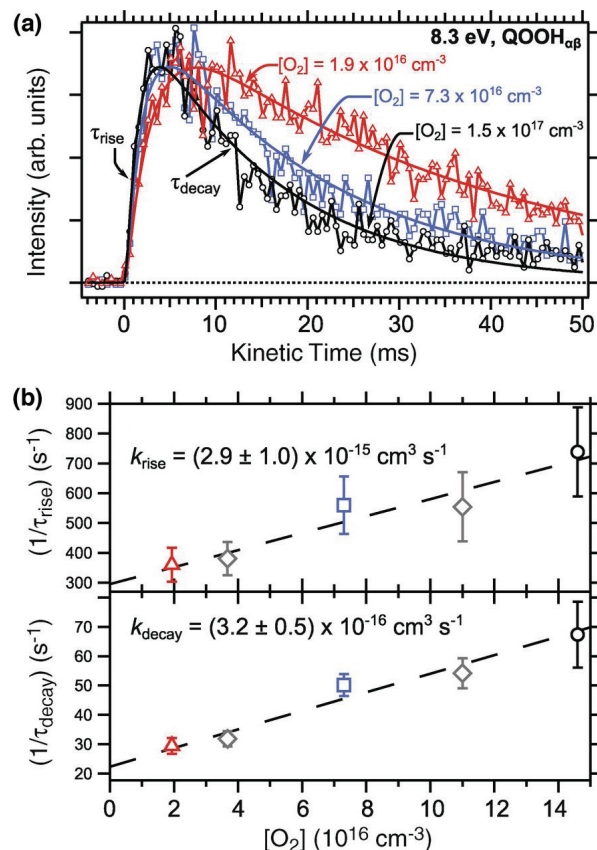 (a)
8.3 eV, QOOHαβ
[O2] = 1.9 x 10^16 cm^-3
[O2] = 7.3 x 10^16 cm^-3
[O2] = 1.5 x 10^17 cm^-3
τrise
τdecay
Intensity (arb. units)
0 10 20 30 40 50
Kinetic Time (ms)
(b)
900
800
700
600
500
400
300
(1/τrise) (s^-1)
krise = (2.9 ± 1.0) x 10^-15 cm^3 s^-1
70
60
50
40
30
20
(1/τdecay) (s^-1)
kdecay = (3.2 ± 0.5) x 10^-16 cm^3 s^-1
0 2 4 6 8 10 12 14
[O2] (10^16 cm^-3)